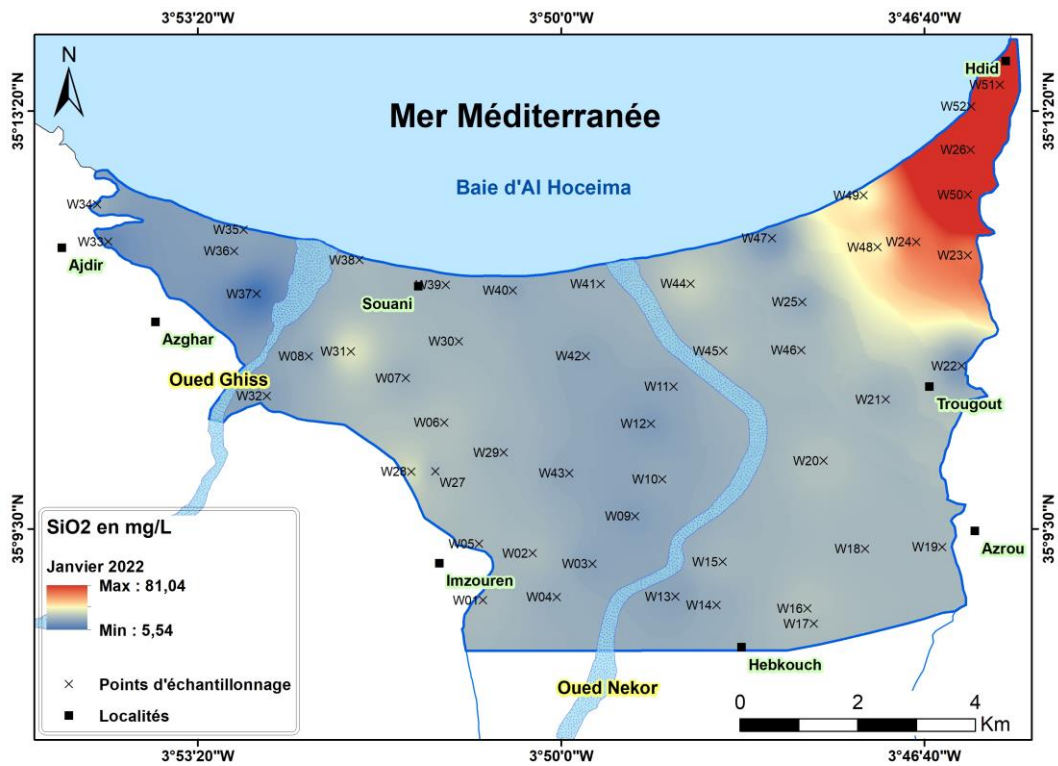 3°53'20"W 3°50'0"W 3°46'40"W
N
Hdid
W51
W52
35°13'20"N
35°13'20"N
Mer Méditerranée
W26
Baie d'Al Hoceima
W34
W49
W50
W35
W33
W36
W47
W48
W24
Ajdir
W38
W23
W37
Souani
W39
W40
W41
W44
W25
Azghar
W31
W30
W08
W42
W45
W46
W22
Oued Ghiss
W07
W11
Trougout
W32
W21
W06
W12
W29
W20
W28
W27
W43
W10
W09
35°9'30"N
35°9'30"N
SiO2 en mg/L
Janvier 2022
Max : 81,04
Min : 5,54
Points d'échantillonnage
Localités
W05
W02
W03
W15
W18
W19
Azrou
Imzouren
W01
W04
W13
W14
W16
W17
Hebkouch
Oued Nekor
0 2 4
Km
3°53'20"W 3°50'0"W 3°46'40"W